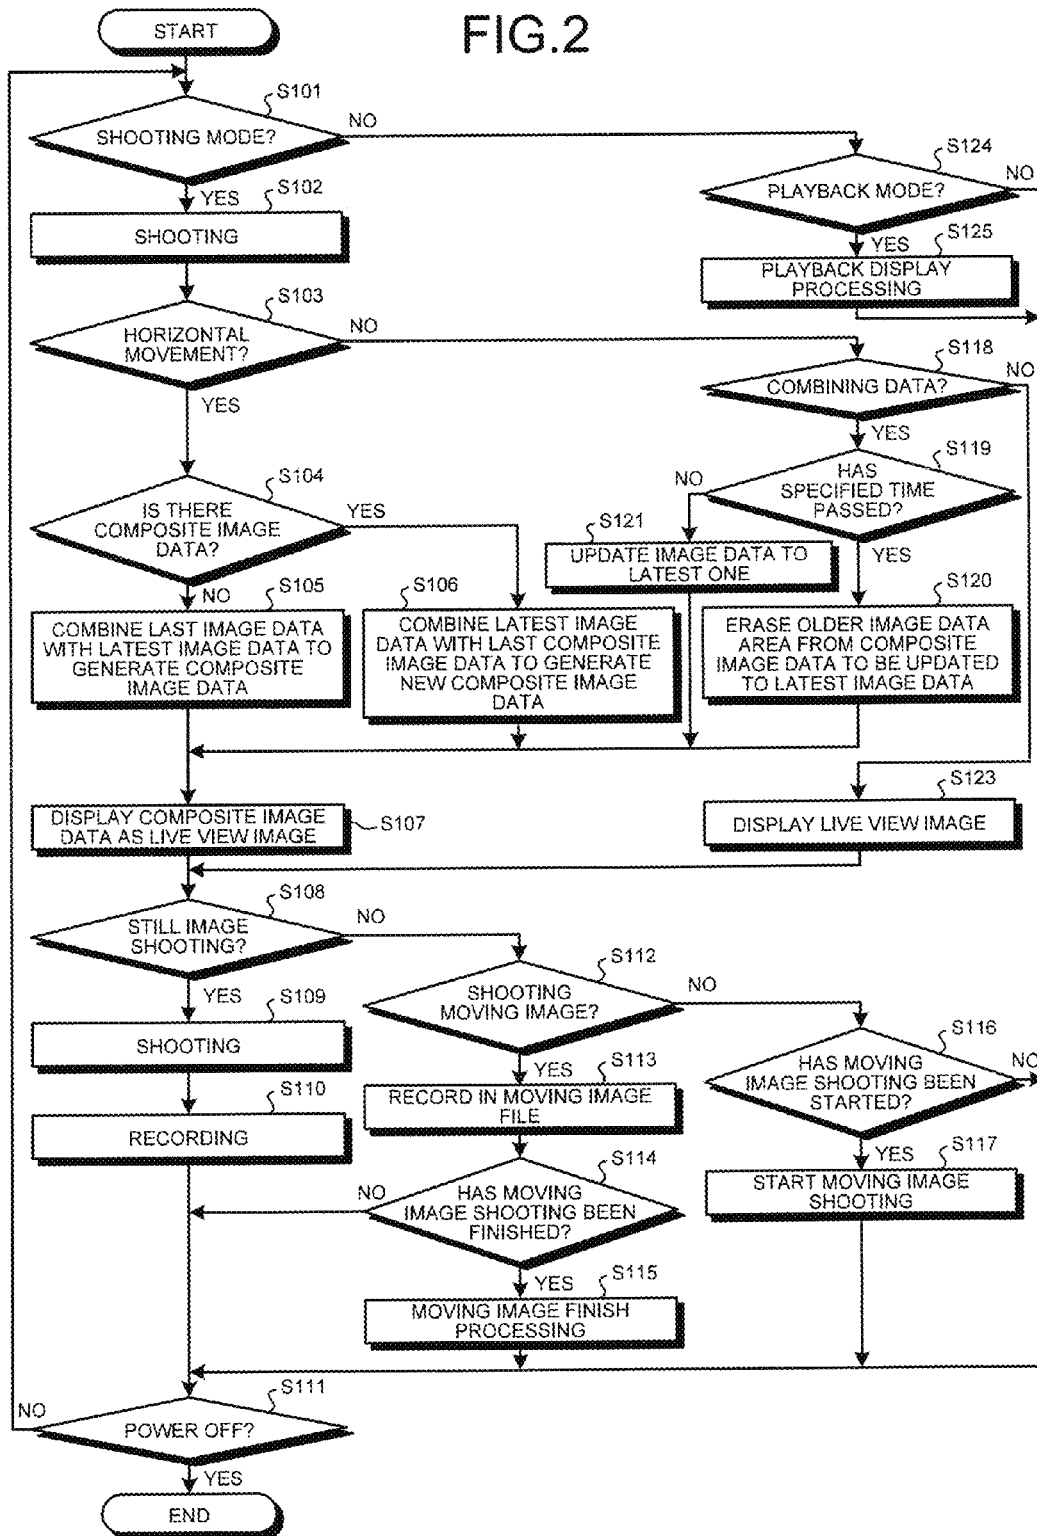 FIG.2
START
S101
SHOOTING MODE?
NO
YES
S124
PLAYBACK MODE?
NO
YES
S125
PLAYBACK DISPLAY
PROCESSING
S102
SHOOTING
S103
HORIZONTAL
MOVEMENT?
NO
YES
S118
COMBINING DATA?
NO
YES
S119
HAS
SPECIFIED TIME
PASSED?
NO
YES
S121
UPDATE IMAGE DATA TO
LATEST ONE
S120
ERASE OLDER IMAGE DATA
AREA FROM COMPOSITE
IMAGE DATA TO BE UPDATED
TO LATEST IMAGE DATA
S104
IS THERE
COMPOSITE IMAGE
DATA?
YES
NO
S105
COMBINE LAST IMAGE DATA
WITH LATEST IMAGE DATA TO
GENERATE COMPOSITE
IMAGE DATA
S106
COMBINE LATEST IMAGE
DATA WITH LAST COMPOSITE
IMAGE DATA TO GENERATE
NEW COMPOSITE IMAGE
DATA
DISPLAY COMPOSITE IMAGE
DATA AS LIVE VIEW IMAGE
S107
S123
DISPLAY LIVE VIEW IMAGE
S108
STILL IMAGE
SHOOTING?
NO
YES
S109
SHOOTING
S110
RECORDING
S112
SHOOTING
MOVING IMAGE?
NO
YES
S113
RECORD IN MOVING IMAGE
FILE
S114
HAS MOVING
IMAGE SHOOTING BEEN
FINISHED?
NO
YES
S115
MOVING IMAGE FINISH
PROCESSING
S116
HAS MOVING
IMAGE SHOOTING BEEN
STARTED?
NO
YES
S117
START MOVING IMAGE
SHOOTING
S111
POWER OFF?
NO
YES
END